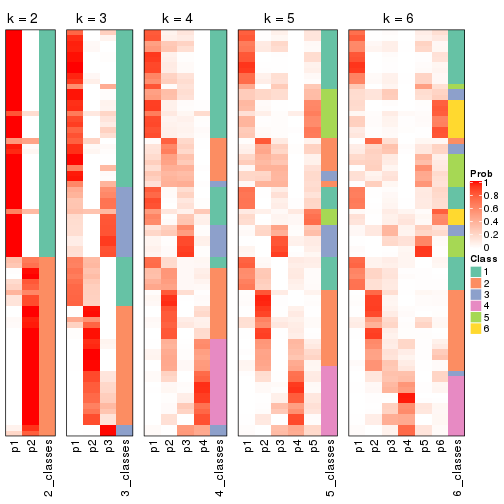 k = 2
k = 3
k = 4
k = 5
k = 6
Prob
1
0.8
0.6
0.4
0.2
0
Class
1
2
3
4
5
6
p1
p2
2_classes
p1
p2
p3
3_classes
p1
p2
p3
p4
4_classes
p1
p2
p3
p4
p5
5_classes
p1
p2
p3
p4
p5
p6
6_classes